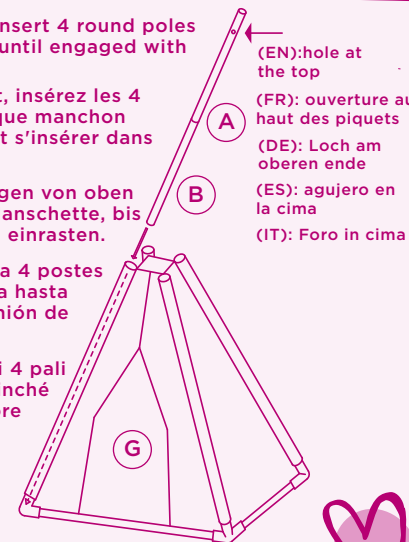 nsert 4 round poles
until engaged with
t, insérez les 4
que manchon
t s'insérer dans
gen von oben
anschette, bis
einrasten.
a 4 postes
a hasta
nión de
i 4 pali
inché
re
A
B
G
(EN):hole at
the top
(FR): ouverture au
haut des piquets
(DE): Loch am
oberen ende
(ES): agujero en
la cima
(IT): Foro in cima